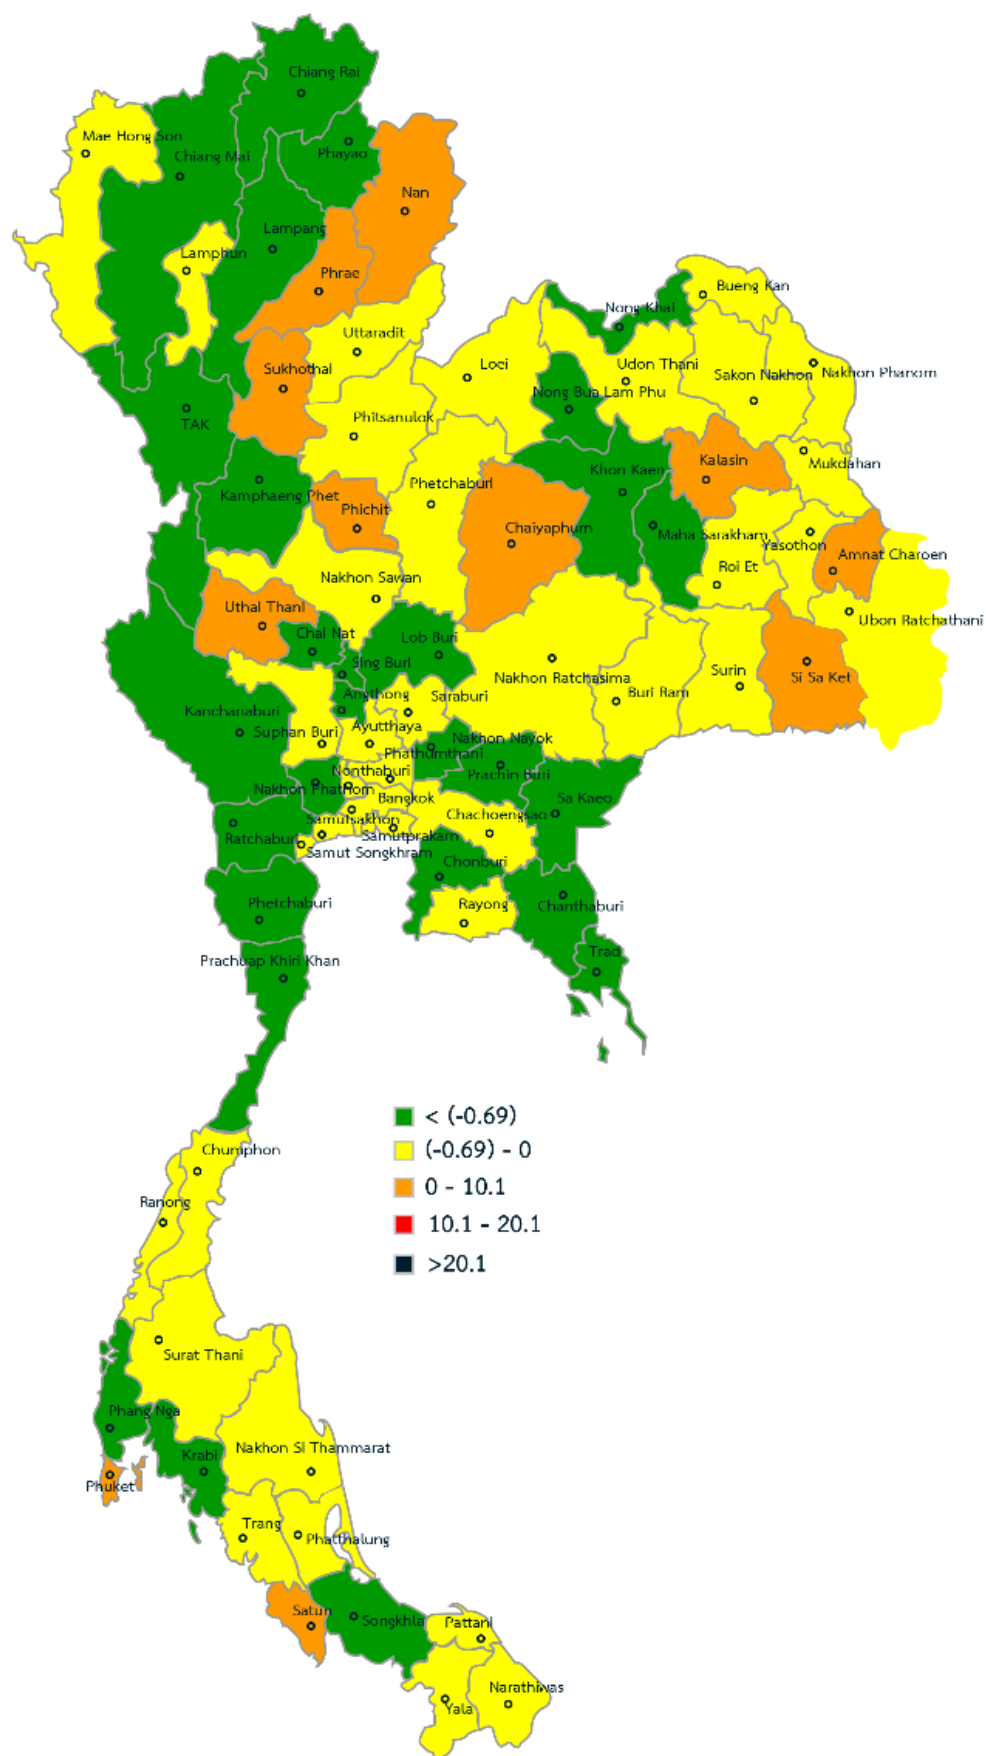 Chiang Rai
Mae Hong Son
Chiang Mai
Phayao
Nan
Lampang
Lamphun
Phrae
Bueng Kan
Nong Khai
Uttaradit
Loei
Udon Thani
Sukhothai
Sakon Nakhon
Nakhon Phanom
Nong Bua Lam Phu
TAK
Phitsanulok
Kalasin
Mukdahan
Khon Kaen
Kamphaeng Phet
Phetchaburi
Phichit
Chaiyaphum
Maha Sarakham
Yasothon
Amnat Charoen
Roi Et
Nakhon Sawan
Uthai Thani
Ubon Ratchathani
Chai Nat
Lob Buri
Sing Buri
Nakhon Ratchasima
Surin
Si Sa Ket
Buri Ram
Angthong
Saraburi
Kanchanaburi
Suphan Buri
Ayutthaya
Nakhon Nayok
Phathumthani
Nonthaburi
Prachin Buri
Nakhon Phathom
Bangkok
Sa Kaeo
Chachoengsao
Samutsakhon
Samutprakarn
Ratchaburi
Samut Songkhram
Chonburi
Phetchaburi
Rayong
Chanthaburi
Prachuap Khiri Khan
Trad
< (-0.69)
(-0.69) - 0
0 - 10.1
10.1 - 20.1
>20.1
Chumphon
Ranong
Surat Thani
Phang Nga
Nakhon Si Thammarat
Krabi
Phuket
Trang
Phatthalung
Satun
Songkhla
Pattani
Narathiwas
Yala